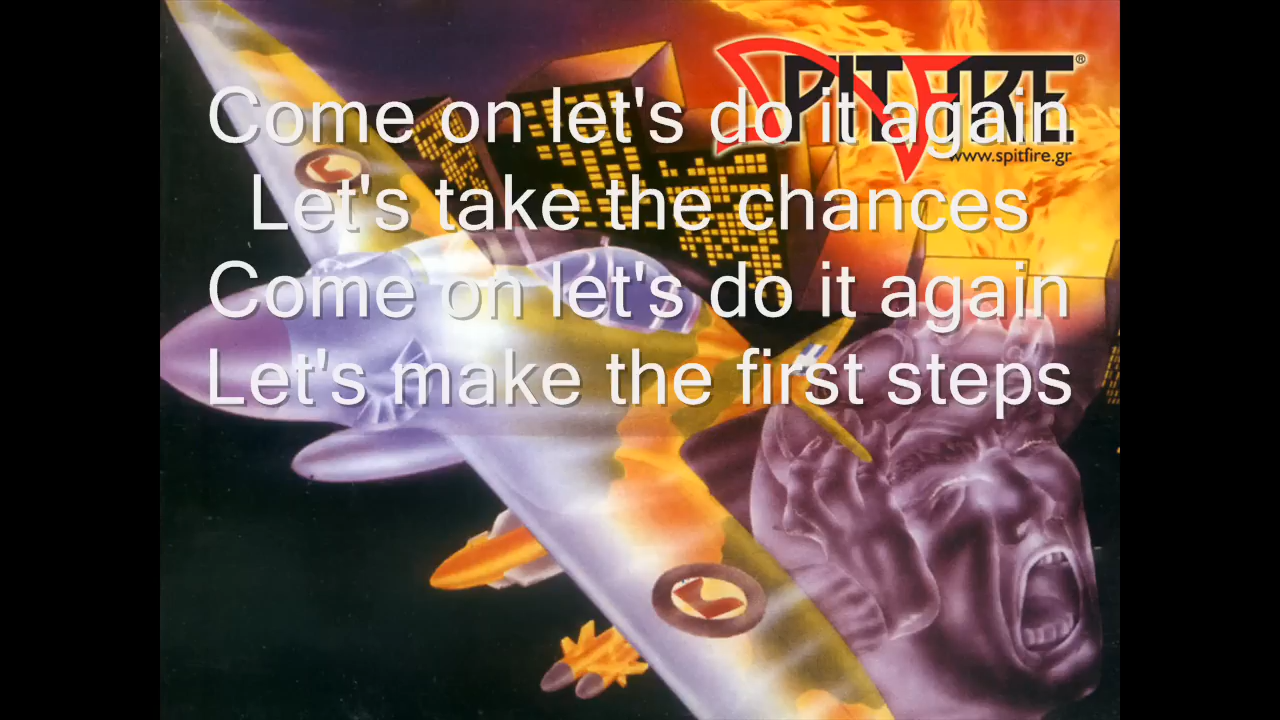 SPITFIRE®
Come on let's do it again
www.spitfire.gr
Let's take the chances
Come on let's do it again
Let's make the first steps